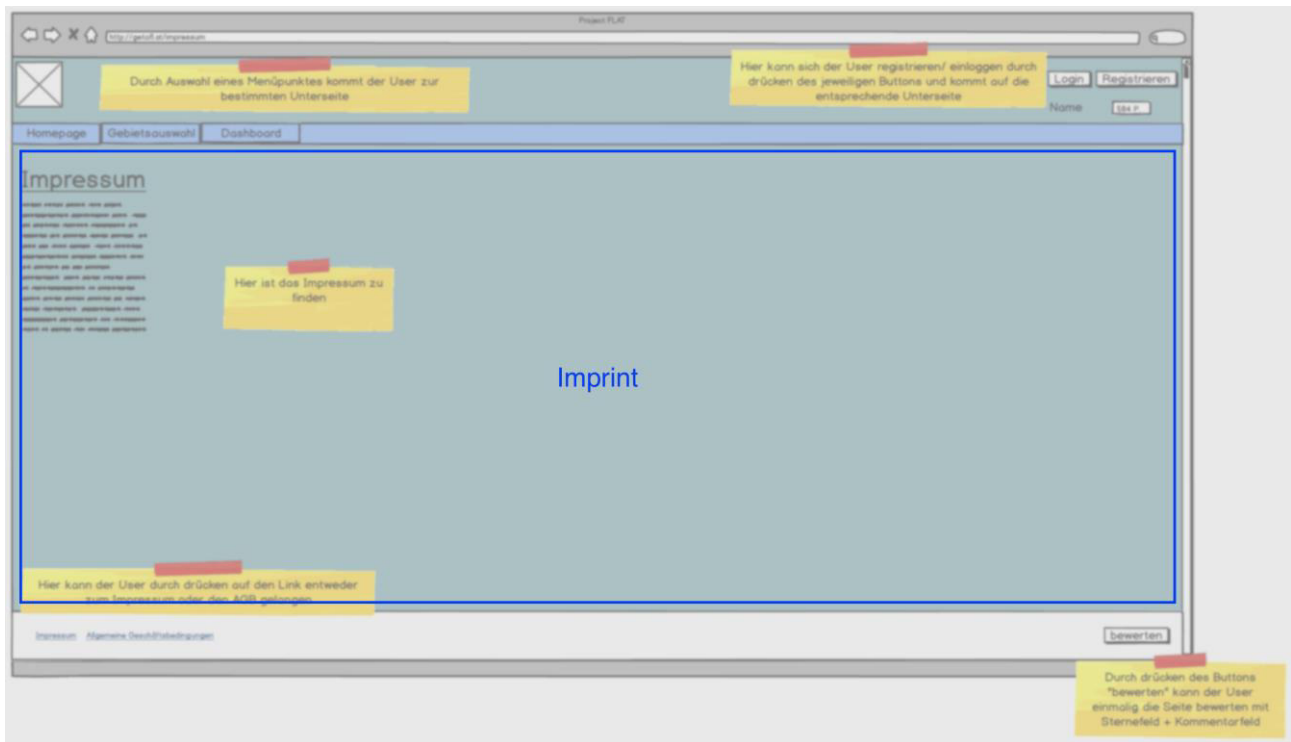 Project FLAT
Durch Auswahl eines Menüpunktes kommt der User zur
bestimmten Unterseite
Hier kann sich der User registrieren/ einloggen durch
drücken des jeweiligen Buttons und kommt auf die
entsprechende Unterseite
Login Registrieren
Name
Homepage Gebietsauswahl Dashboard
Impressum
Hier ist das Impressum zu
finden
Imprint
Hier kann der User durch drücken auf den Link entweder
zum Impressum oder den AGB gelangen
Impressum Allgemeine Geschäftsbedingungen
bewerten
Durch drücken des Buttons
"bewerten" kann der User
einmalig die Seite bewerten mit
Sternefeld + Kommentarfeld